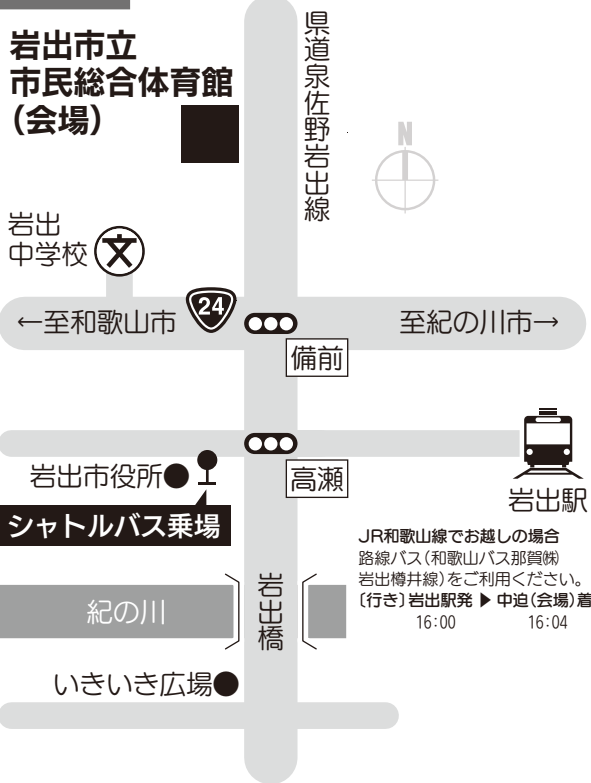 岩出市立
市民総合体育館
(会場)
県道泉佐野岩出線
N
岩出
中学校
文
←至和歌山市
24
至紀の川市→
備前
高瀬
岩出市役所●
シャトルバス乗場
岩出駅
JR和歌山線でお越しの場合
路線バス(和歌山バス那賀㈱
岩出樽井線)をご利用ください。
〔行き〕岩出駅発 ▶ 中迫(会場)着
16:00 16:04
紀の川
岩出橋
いきいき広場●